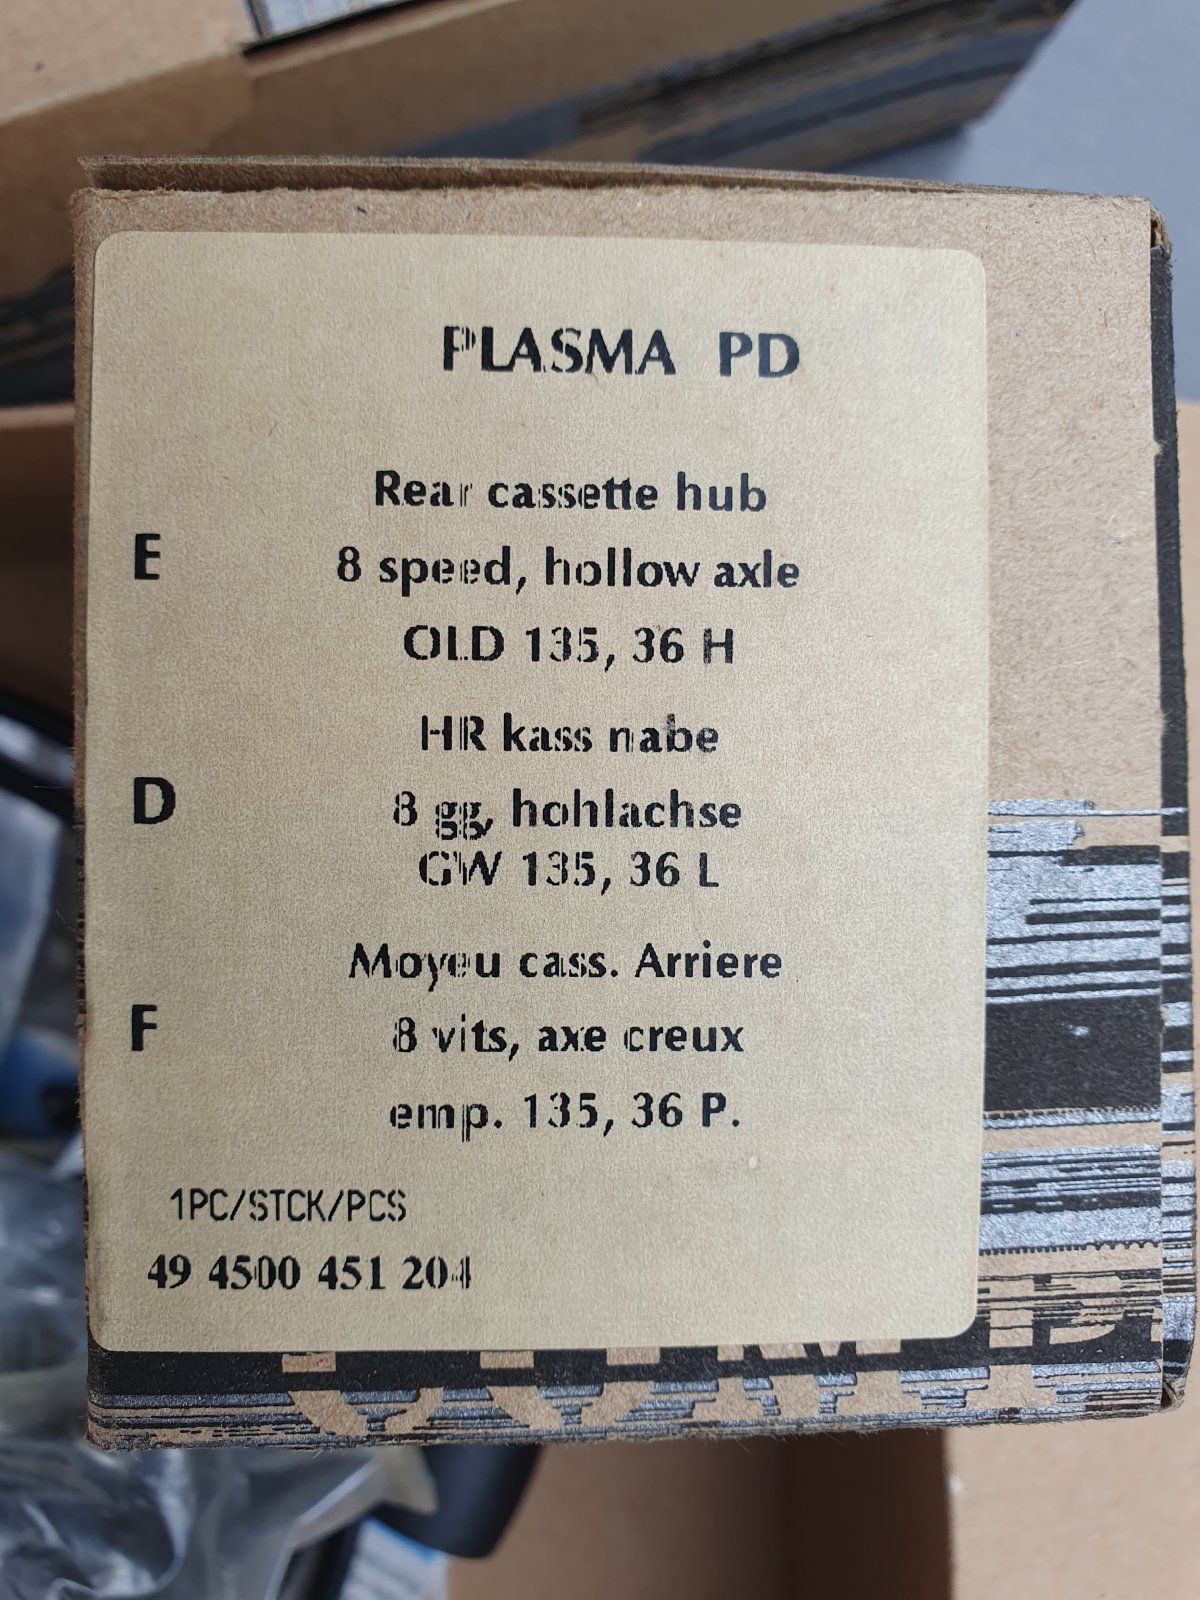 PLASMA PD
Rear cassette hub
E 8 speed, hollow axle
OLD 135, 36 H
HR kass nabe
D 8 gg, hohlachse
GW 135, 36 L
Moyeu cass. Arriere
F 8 vits, axe creux
emp. 135, 36 P.
1PC/STCK/PCS
49 4500 451 204